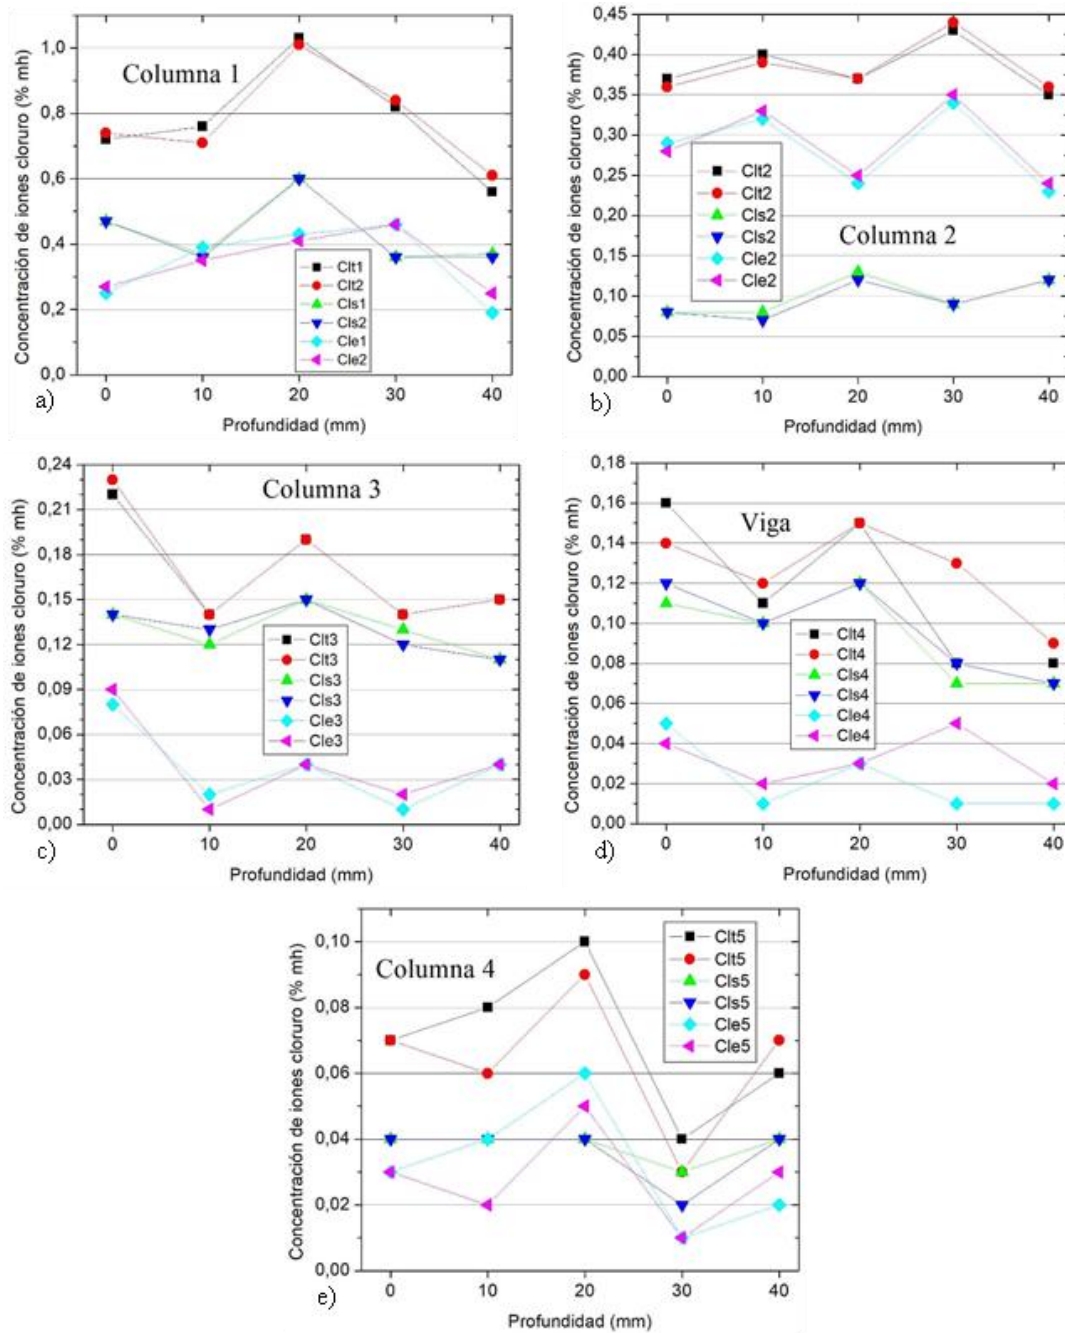 Concentración de iones cloruro (% mh)
1,0
0,8
0,6
0,4
0,2
0,0
Columna 1
Clt1
Clt2
Cls1
Cls2
Cle1
Cle2
0 10 20 30 40
Profundidad (mm)
a)
Concentración de iones cloruro (% mh)
0,45
0,40
0,35
0,30
0,25
0,20
0,15
0,10
0,05
0,00
Clt2
Clt2
Cls2
Cls2
Cle2
Cle2
Columna 2
0 10 20 30 40
Profundidad (mm)
b)
Concentración de iones cloruro (% mh)
0,24
0,21
0,18
0,15
0,12
0,09
0,06
0,03
0,00
Columna 3
Clt3
Clt3
Cls3
Cls3
Cle3
Cle3
0 10 20 30 40
Profundidad (mm)
c)
Concentración de iones cloruro (% mh)
0,18
0,16
0,14
0,12
0,10
0,08
0,06
0,04
0,02
0,00
Viga
Clt4
Clt4
Cls4
Cls4
Cle4
Cle4
0 10 20 30 40
Profundidad (mm)
d)
Concentración de iones cloruro (% mh)
0,10
0,08
0,06
0,04
0,02
0,00
Columna 4
Clt5
Clt5
Cls5
Cls5
Cle5
Cle5
0 10 20 30 40
Profundidad (mm)
e)